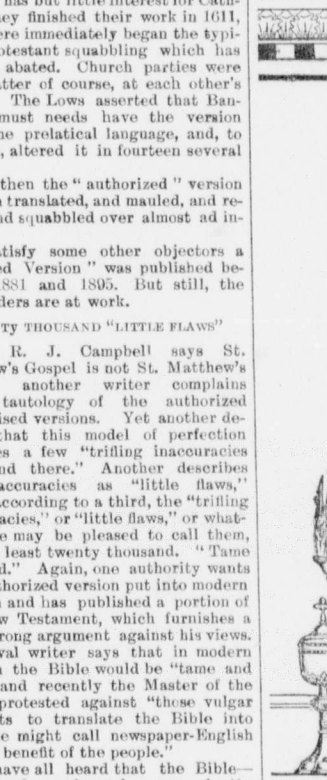 has but little interest for Cath-
ey finished their work in 1611,
ere immediately began the typi-
otestant squabbling which has
abated. Church parties were
tter of course, at each other's
The Lows asserted that Ban-
must needs have the version
he prelatical language, and, to
, altered it in fourteen several
then the " authorized " version
n translated, and mauled, and re-
nd squabbled over almost ad in-
atisfy some other objectors a
ed Version " was published be-
1881 and 1895. But still, the
ders are at work.
TY THOUSAND "LITTLE FLAWS"
R. J. Campbell says St.
w's Gospel is not St. Matthew's
another writer complains
tautology of the authorized
ised versions. Yet another de-
that this model of perfection
es a few "trifling inaccuracies
nd there." Another describes
accuracies as "little flaws,"
ccording to a third, the "trifling
acies," or "little flaws," or what-
e may be pleased to call them,
least twenty thousand. " Tame
d." Again, one authority wants
thorized version put into modern
and has published a portion of
w Testament, which furnishes a
rong argument against his views.
val writer says that in modern
n the Bible would be "tame and
and recently the Master of the
protested against "those vulgar
ts to translate the Bible into
e might call newspaper-English
benefit of the people."
have all heard that the Bible—